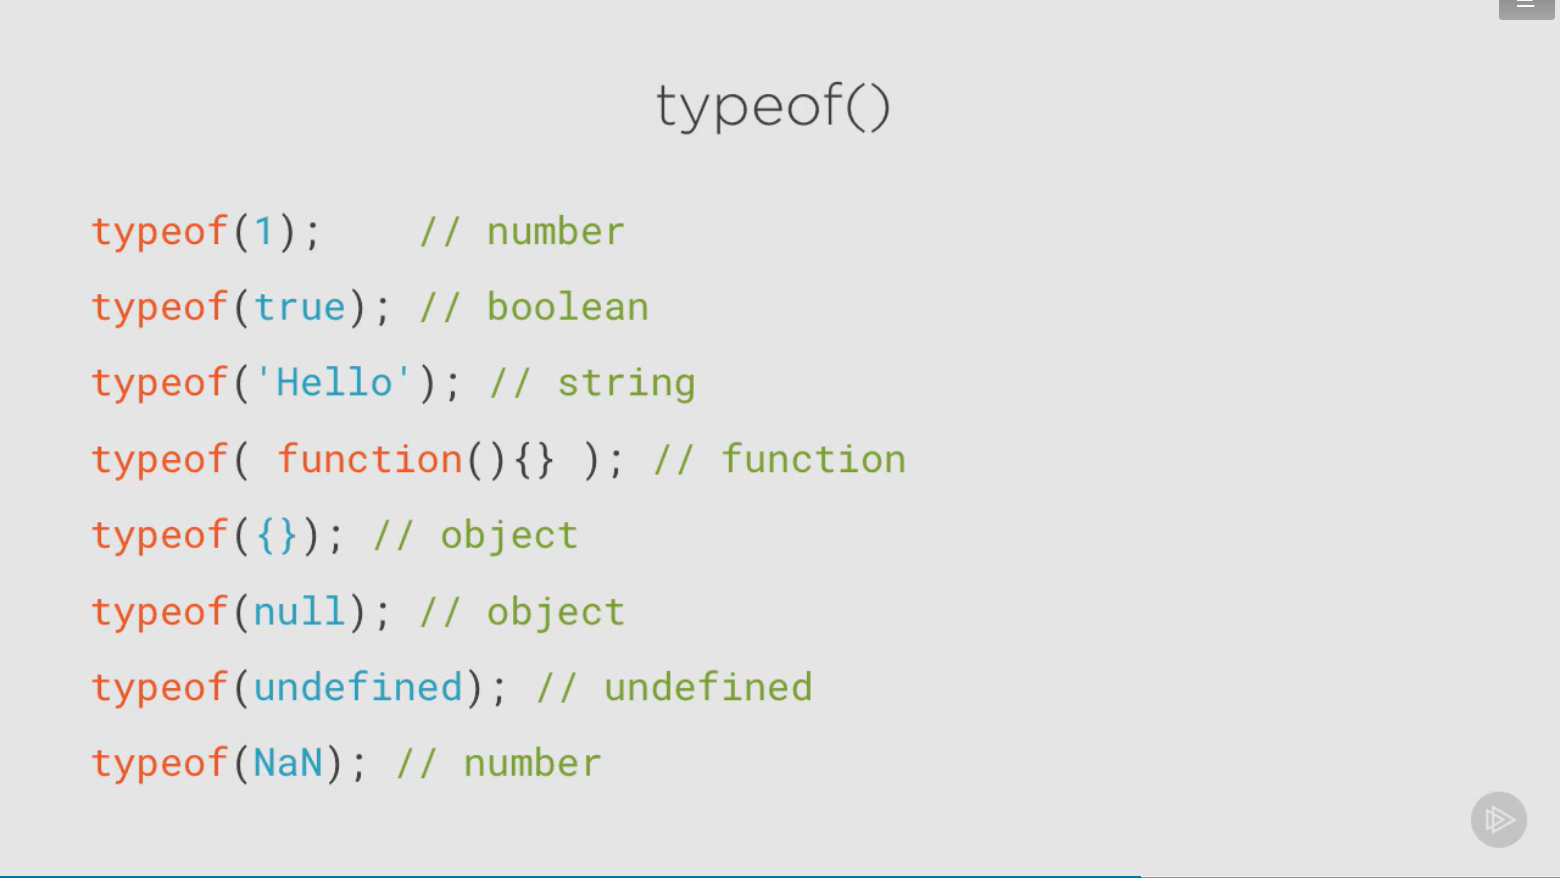 typeof()
typeof(1);    // number
typeof(true); // boolean
typeof('Hello'); // string
typeof( function(){} ); // function
typeof({}); // object
typeof(null); // object
typeof(undefined); // undefined
typeof(NaN); // number